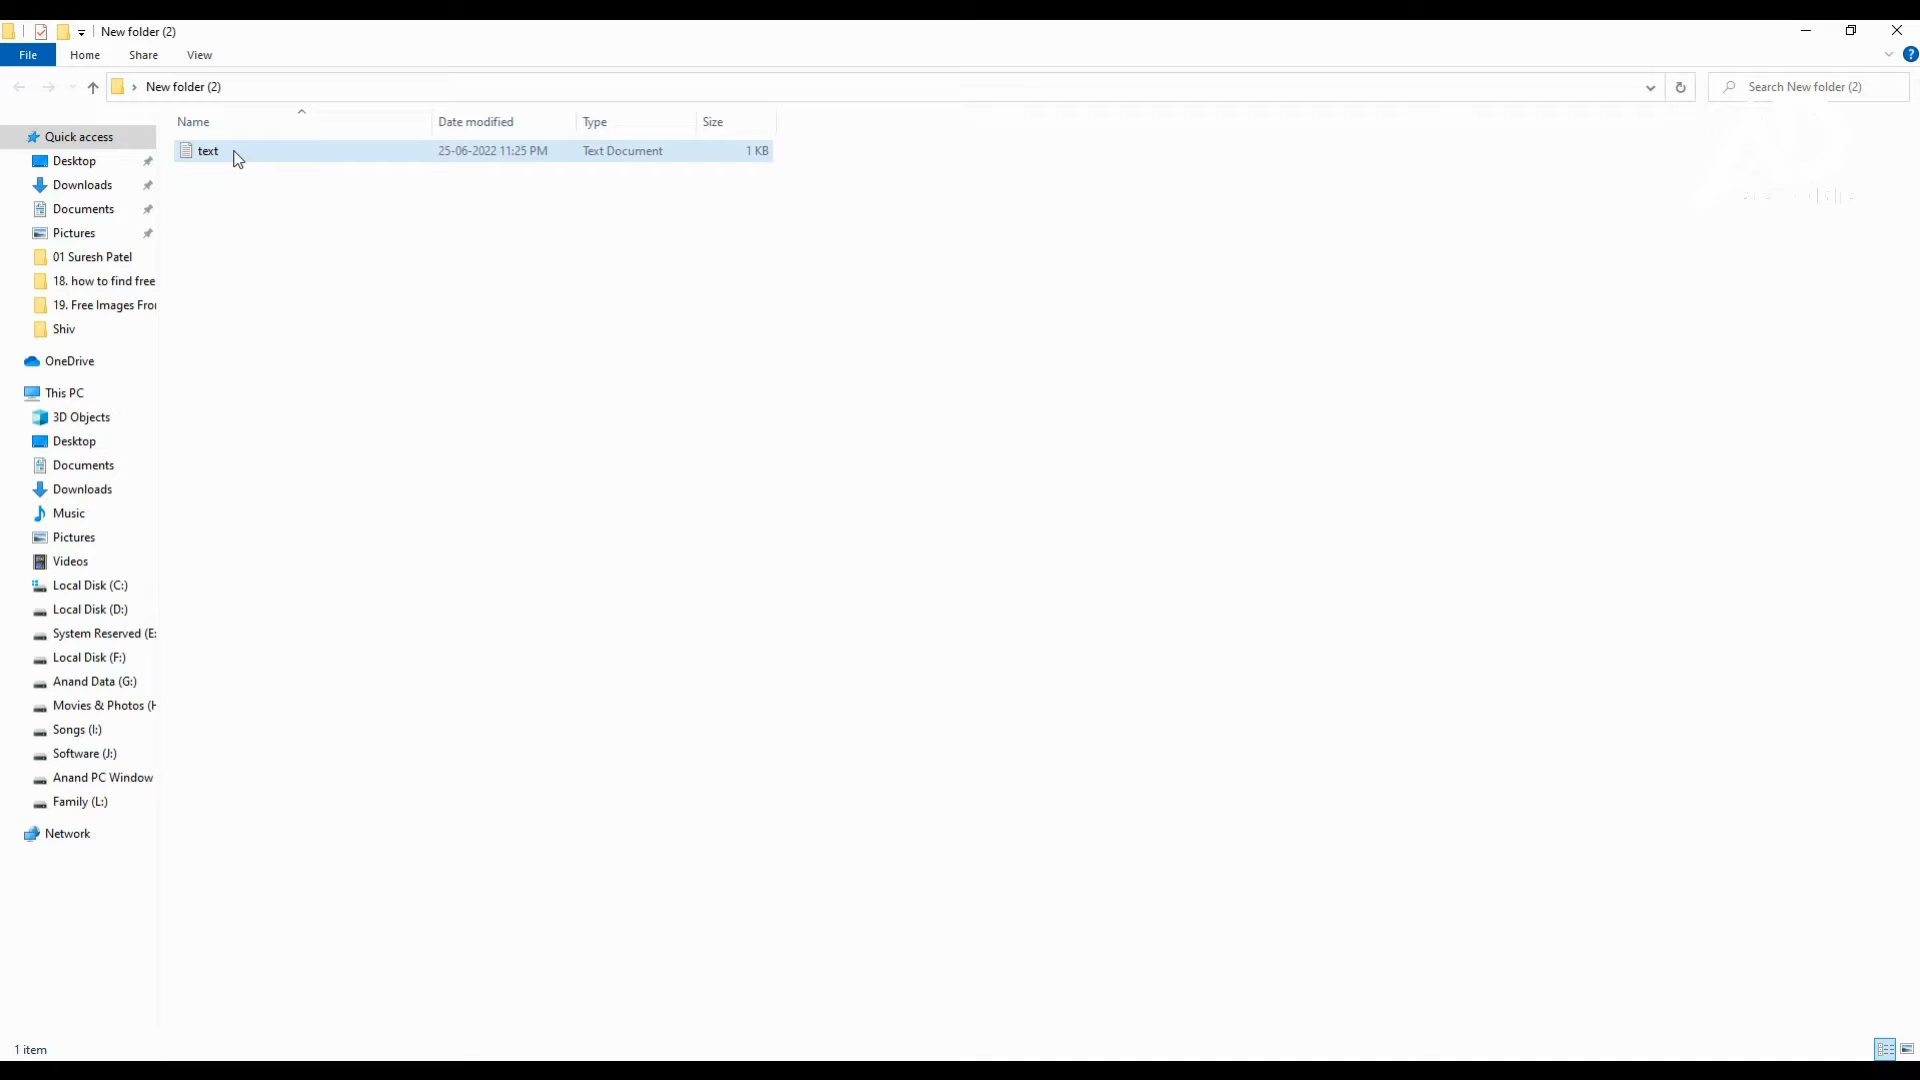 New folder (2)
File Home Share View
New folder (2)
Search New folder (2)
Name Date modified Type Size
text 25-06-2022 11:25 PM Text Document 1 KB
Quick access
Desktop
Downloads
Documents
Pictures
01 Suresh Patel
18. how to find free
19. Free Images Fro
Shiv
OneDrive
This PC
3D Objects
Desktop
Documents
Downloads
Music
Pictures
Videos
Local Disk (C:)
Local Disk (D:)
System Reserved (E:
Local Disk (F:)
Anand Data (G:)
Movies & Photos (H
Songs (I:)
Software (J:)
Anand PC Window
Family (L:)
Network
1 item